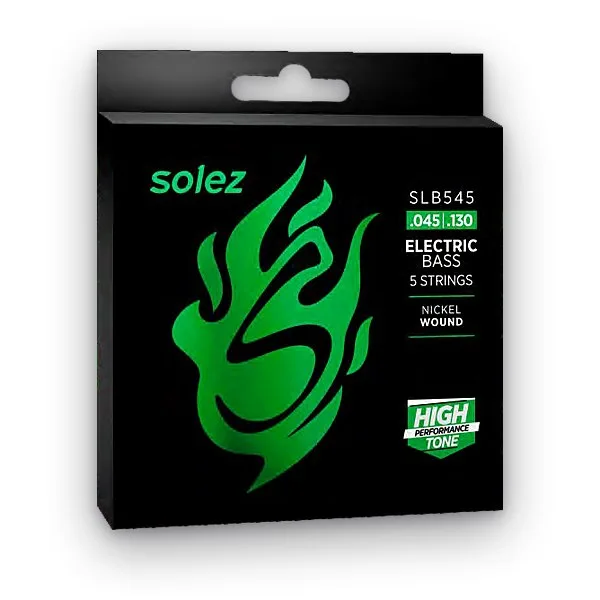 solez
SLB545
.045|.130
ELECTRIC
BASS
5 STRINGS
NICKEL
WOUND
HIGH
PERFORMANCE
TONE